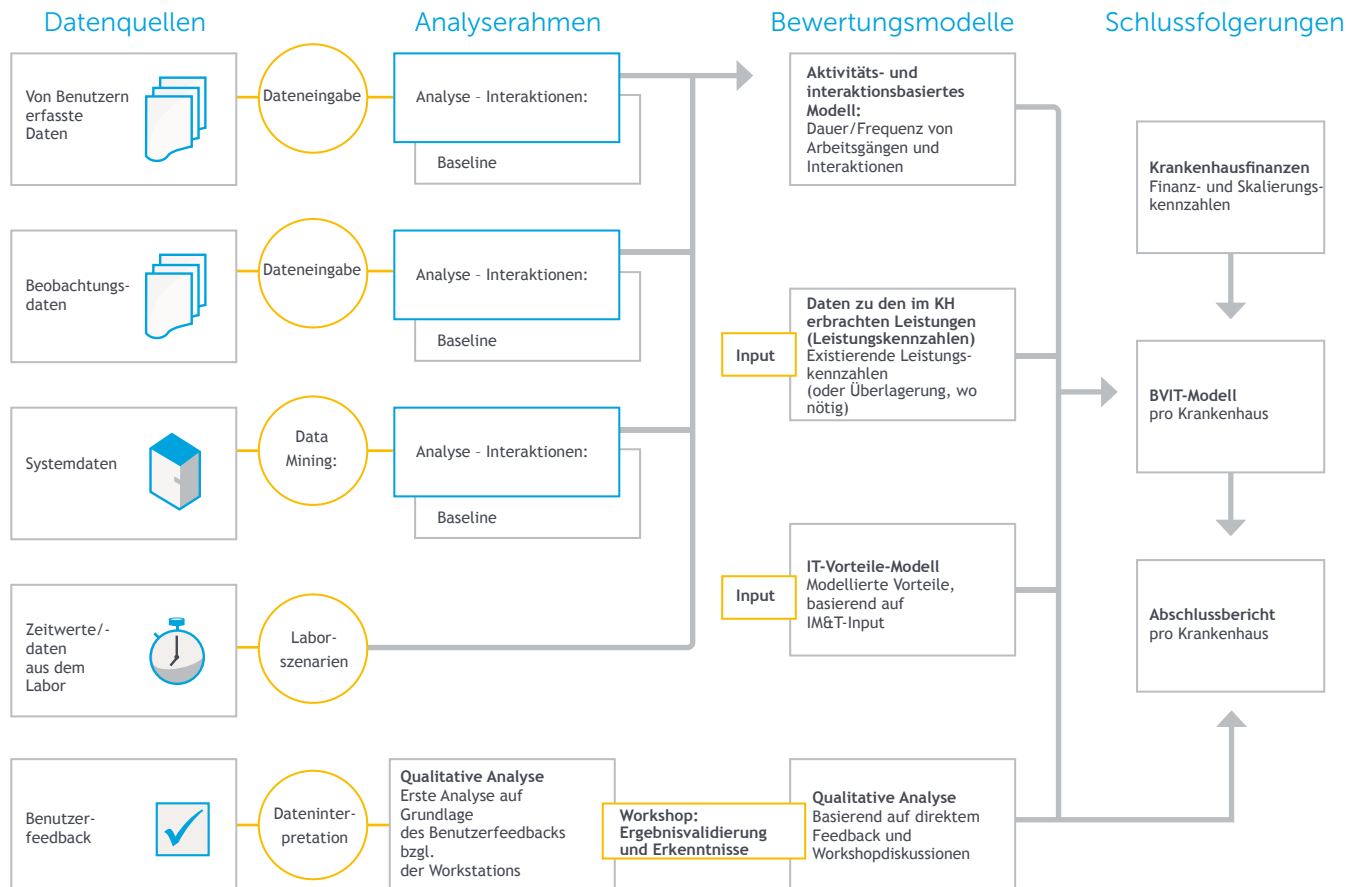 Datenquellen
Analyserahmen
Bewertungsmodelle
Schlussfolgerungen
Von Benutzern
erfasste
Daten
Dateneingabe
Analyse - Interaktionen:
Baseline
Aktivitäts- und
interaktionsbasiertes
Modell:
Dauer/Frequenz von
Arbeitsgängen und
Interaktionen
Krankenhausfinanzen
Finanz- und Skalierungs-
kennzahlen
Beobachtungs-
daten
Dateneingabe
Analyse - Interaktionen:
Baseline
Input
Daten zu den im KH
erbrachten Leistungen
(Leistungskennzahlen)
Existierende Leistungs-
kennzahlen
(oder Überlagerung, wo
nötig)
BVIT-Modell
pro Krankenhaus
Systemdaten
Data
Mining:
Analyse - Interaktionen:
Baseline
Input
IT-Vorteile-Modell
Modellierte Vorteile,
basierend auf
IM&T-Input
Abschlussbericht
pro Krankenhaus
Zeitwerte/-
daten
aus dem
Labor
Labor-
szenarien
Benutzer-
feedback
Dateninter-
pretation
Qualitative Analyse
Erste Analyse auf
Grundlage
des Benutzerfeedbacks
bzgl.
der Workstations
Workshop:
Ergebnisvalidierung
und Erkenntnisse
Qualitative Analyse
Basierend auf direktem
Feedback und
Workshopdiskussionen